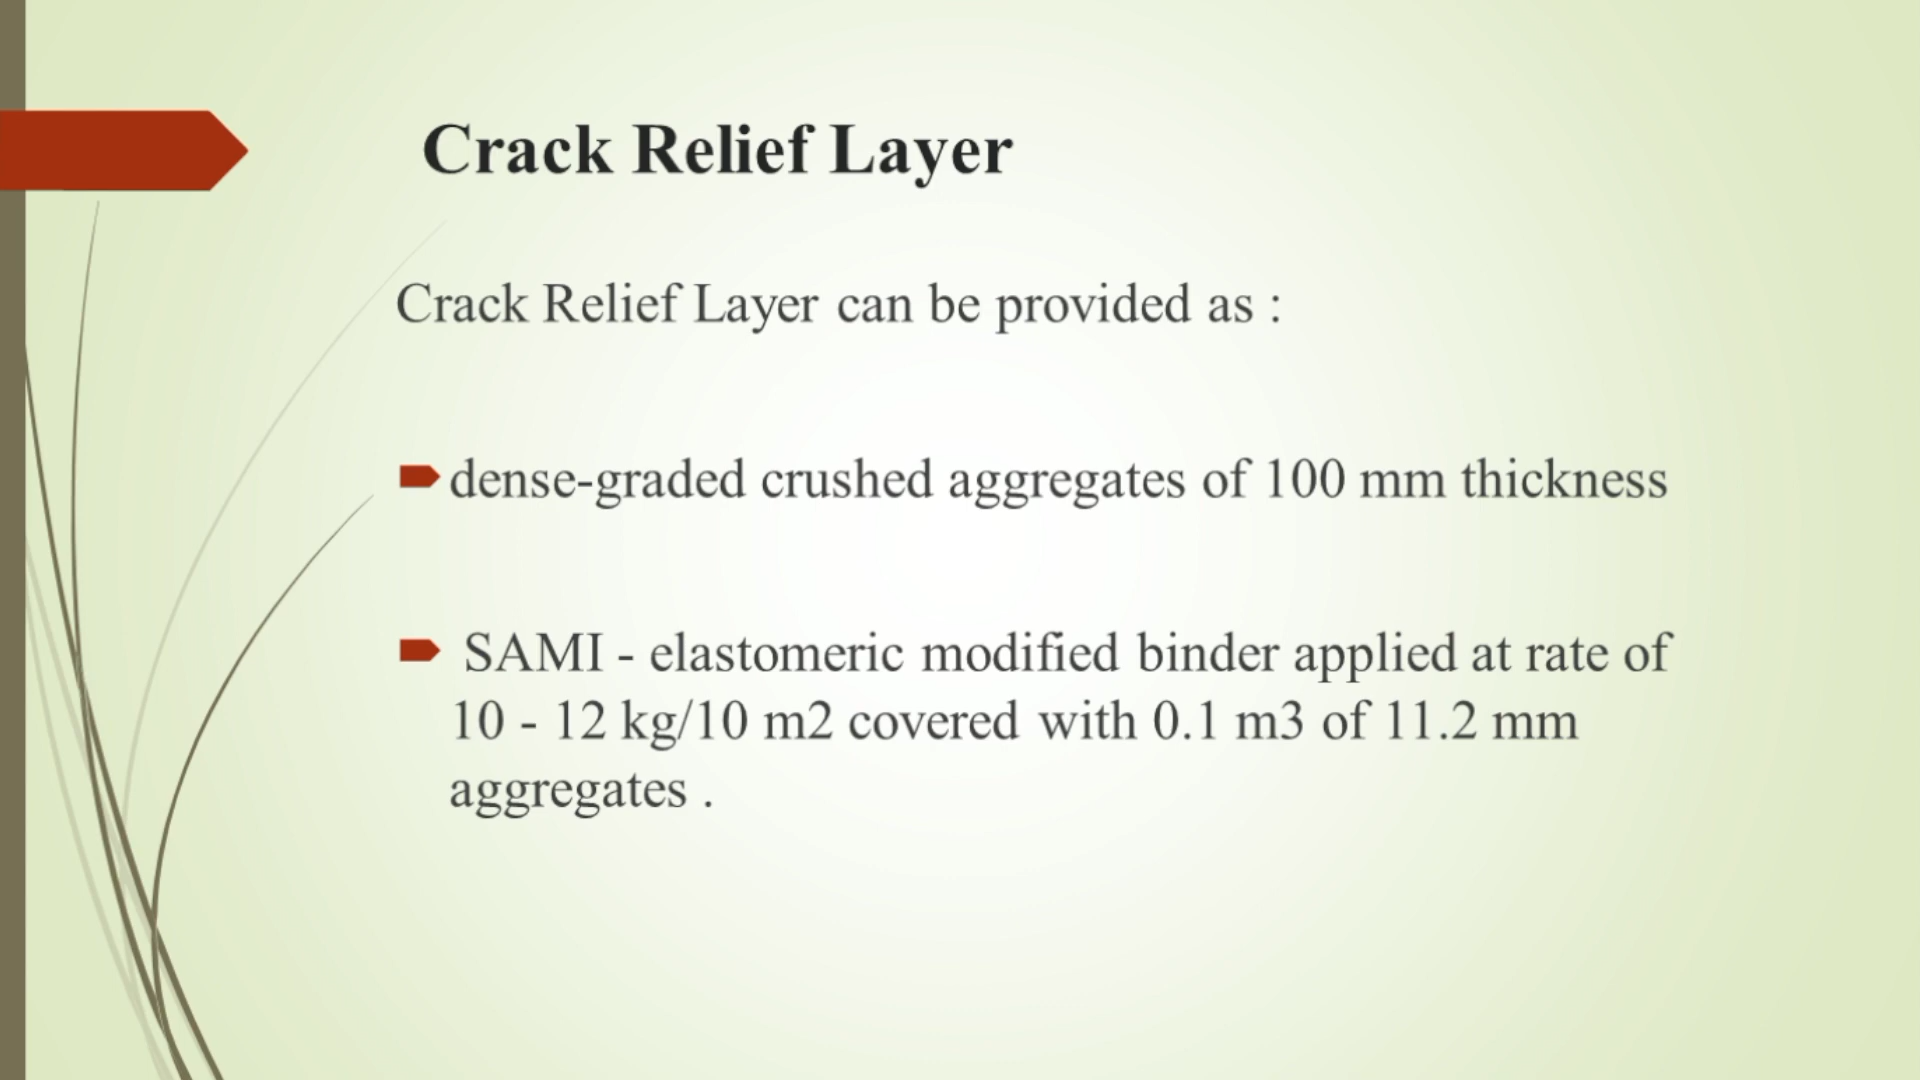 Crack Relief Layer
Crack Relief Layer can be provided as :
dense-graded crushed aggregates of 100 mm thickness
SAMI - elastomeric modified binder applied at rate of
10 - 12 kg/10 m2 covered with 0.1 m3 of 11.2 mm
aggregates .